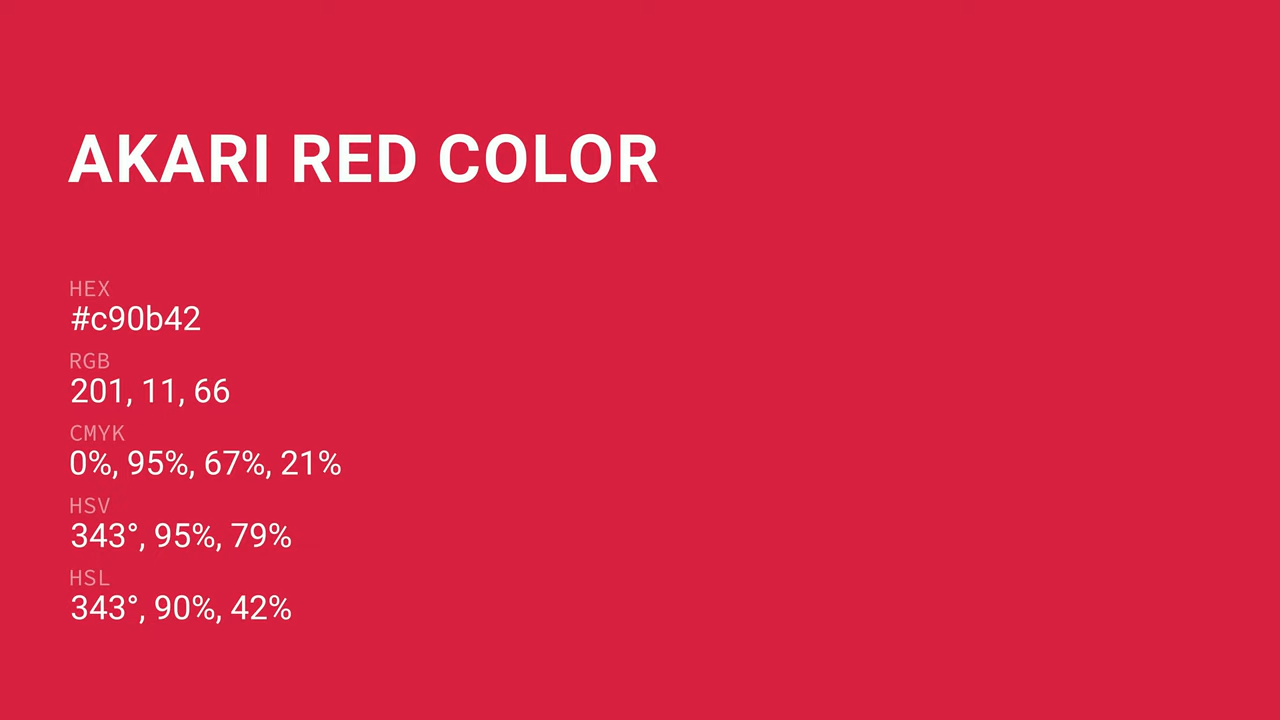 AKARI RED COLOR
HEX
#c90b42
RGB
201, 11, 66
CMYK
0%, 95%, 67%, 21%
HSV
343°, 95%, 79%
HSL
343°, 90%, 42%